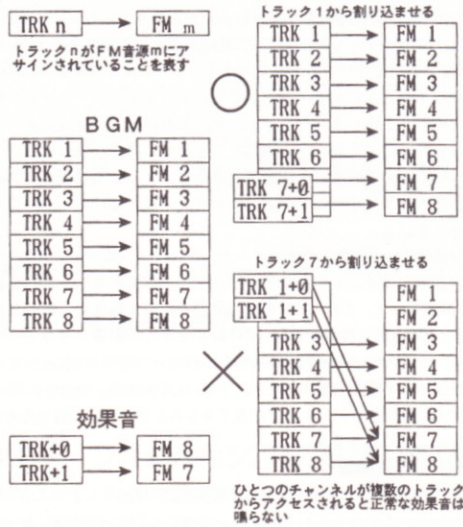 TRK n → FM m
トラックnがFM音源mにア
サインされていることを表す
BGM
TRK 1 → FM 1
TRK 2 → FM 2
TRK 3 → FM 3
TRK 4 → FM 4
TRK 5 → FM 5
TRK 6 → FM 6
TRK 7 → FM 7
TRK 8 → FM 8
効果音
TRK+0 → FM 8
TRK+1 → FM 7
トラック1から割り込ませる
TRK 1 → FM 1
TRK 2 → FM 2
TRK 3 → FM 3
TRK 4 → FM 4
TRK 5 → FM 5
TRK 6 → FM 6
TRK 7+0 FM 7
TRK 7+1 FM 8
トラック7から割り込ませる
TRK 1+0 FM 1
TRK 1+1 FM 2
TRK 3 → FM 3
TRK 4 → FM 4
TRK 5 → FM 5
TRK 6 → FM 6
TRK 7 → FM 7
TRK 8 → FM 8
ひとつのチャンネルが複数のトラック
からアクセスされると正常な効果音は
鳴らない